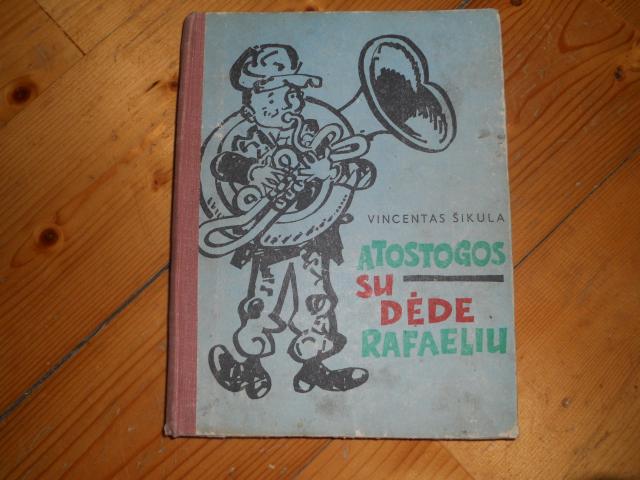 VINCENTAS ŠIKULA
ATOSTOGOS
SU
DĖDE
RAFAELIU